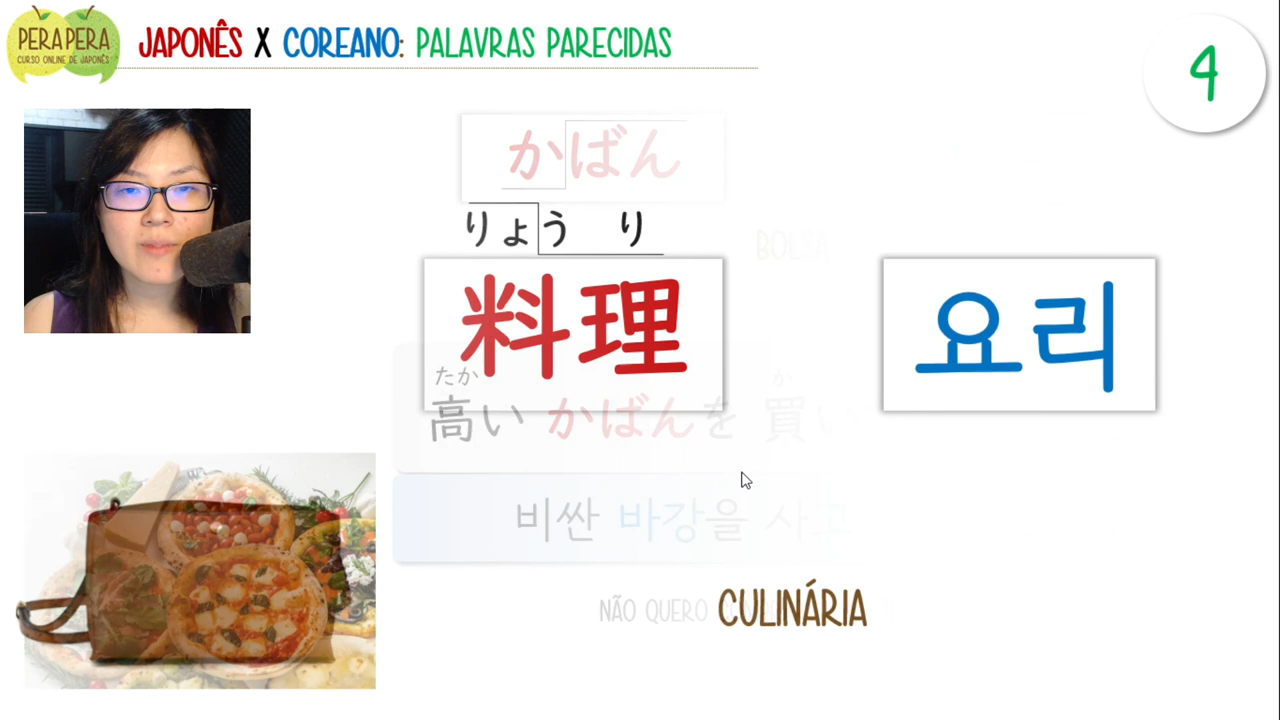 PERA PERA
CURSO ONLINE DE JAPONÊS
JAPONÊS X COREANO: PALAVRAS PARECIDAS
4
かばん
りょう り
BOLSA
料理
요리
たか か
高い かばんを 買い
비싼 바강을 사고
NÃO QUERO
CULINÁRIA